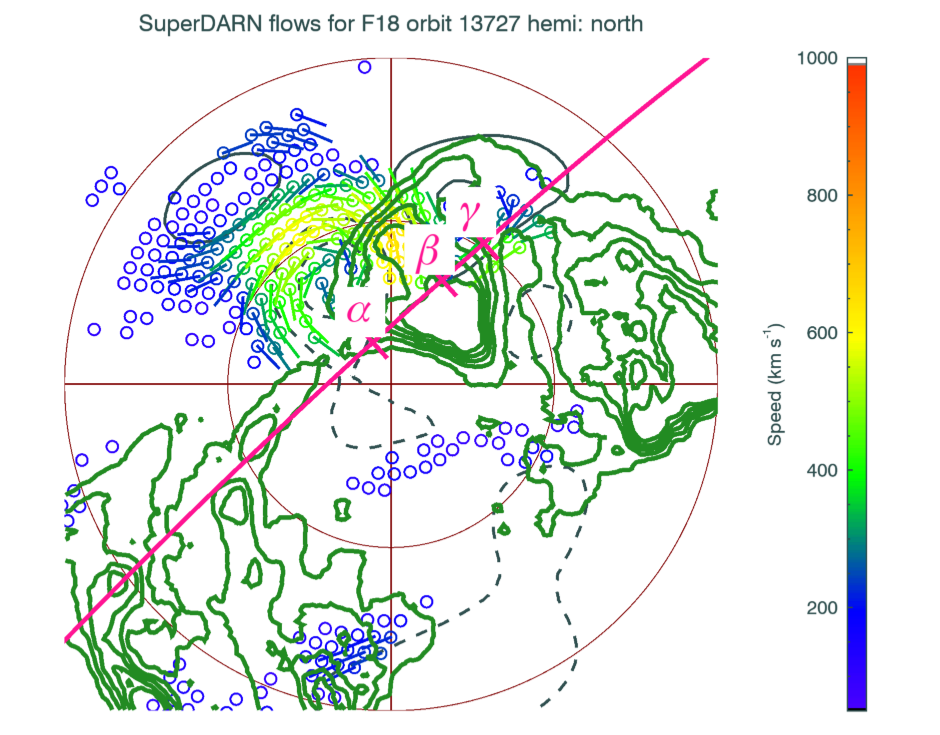 SuperDARN flows for F18 orbit 13727 hemi: north
1000
800
600
400
200
Speed (km s⁻¹)
γ
β
α